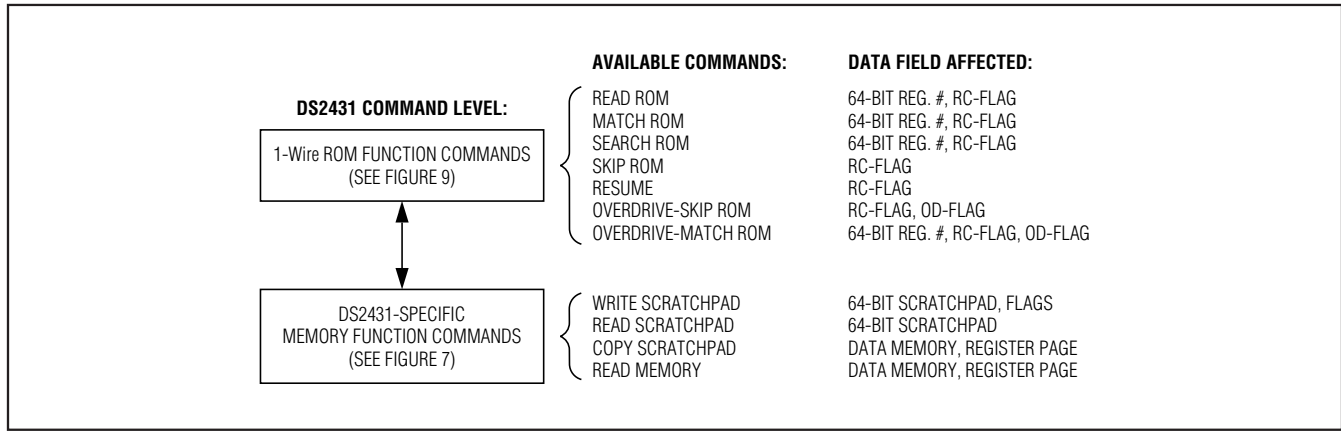 AVAILABLE COMMANDS: DATA FIELD AFFECTED:
DS2431 COMMAND LEVEL:
1-Wire ROM FUNCTION COMMANDS
(SEE FIGURE 9)
READ ROM 64-BIT REG. #, RC-FLAG
MATCH ROM 64-BIT REG. #, RC-FLAG
SEARCH ROM 64-BIT REG. #, RC-FLAG
SKIP ROM RC-FLAG
RESUME RC-FLAG
OVERDRIVE-SKIP ROM RC-FLAG, OD-FLAG
OVERDRIVE-MATCH ROM 64-BIT REG. #, RC-FLAG, OD-FLAG
DS2431-SPECIFIC
MEMORY FUNCTION COMMANDS
(SEE FIGURE 7)
WRITE SCRATCHPAD 64-BIT SCRATCHPAD, FLAGS
READ SCRATCHPAD 64-BIT SCRATCHPAD
COPY SCRATCHPAD DATA MEMORY, REGISTER PAGE
READ MEMORY DATA MEMORY, REGISTER PAGE